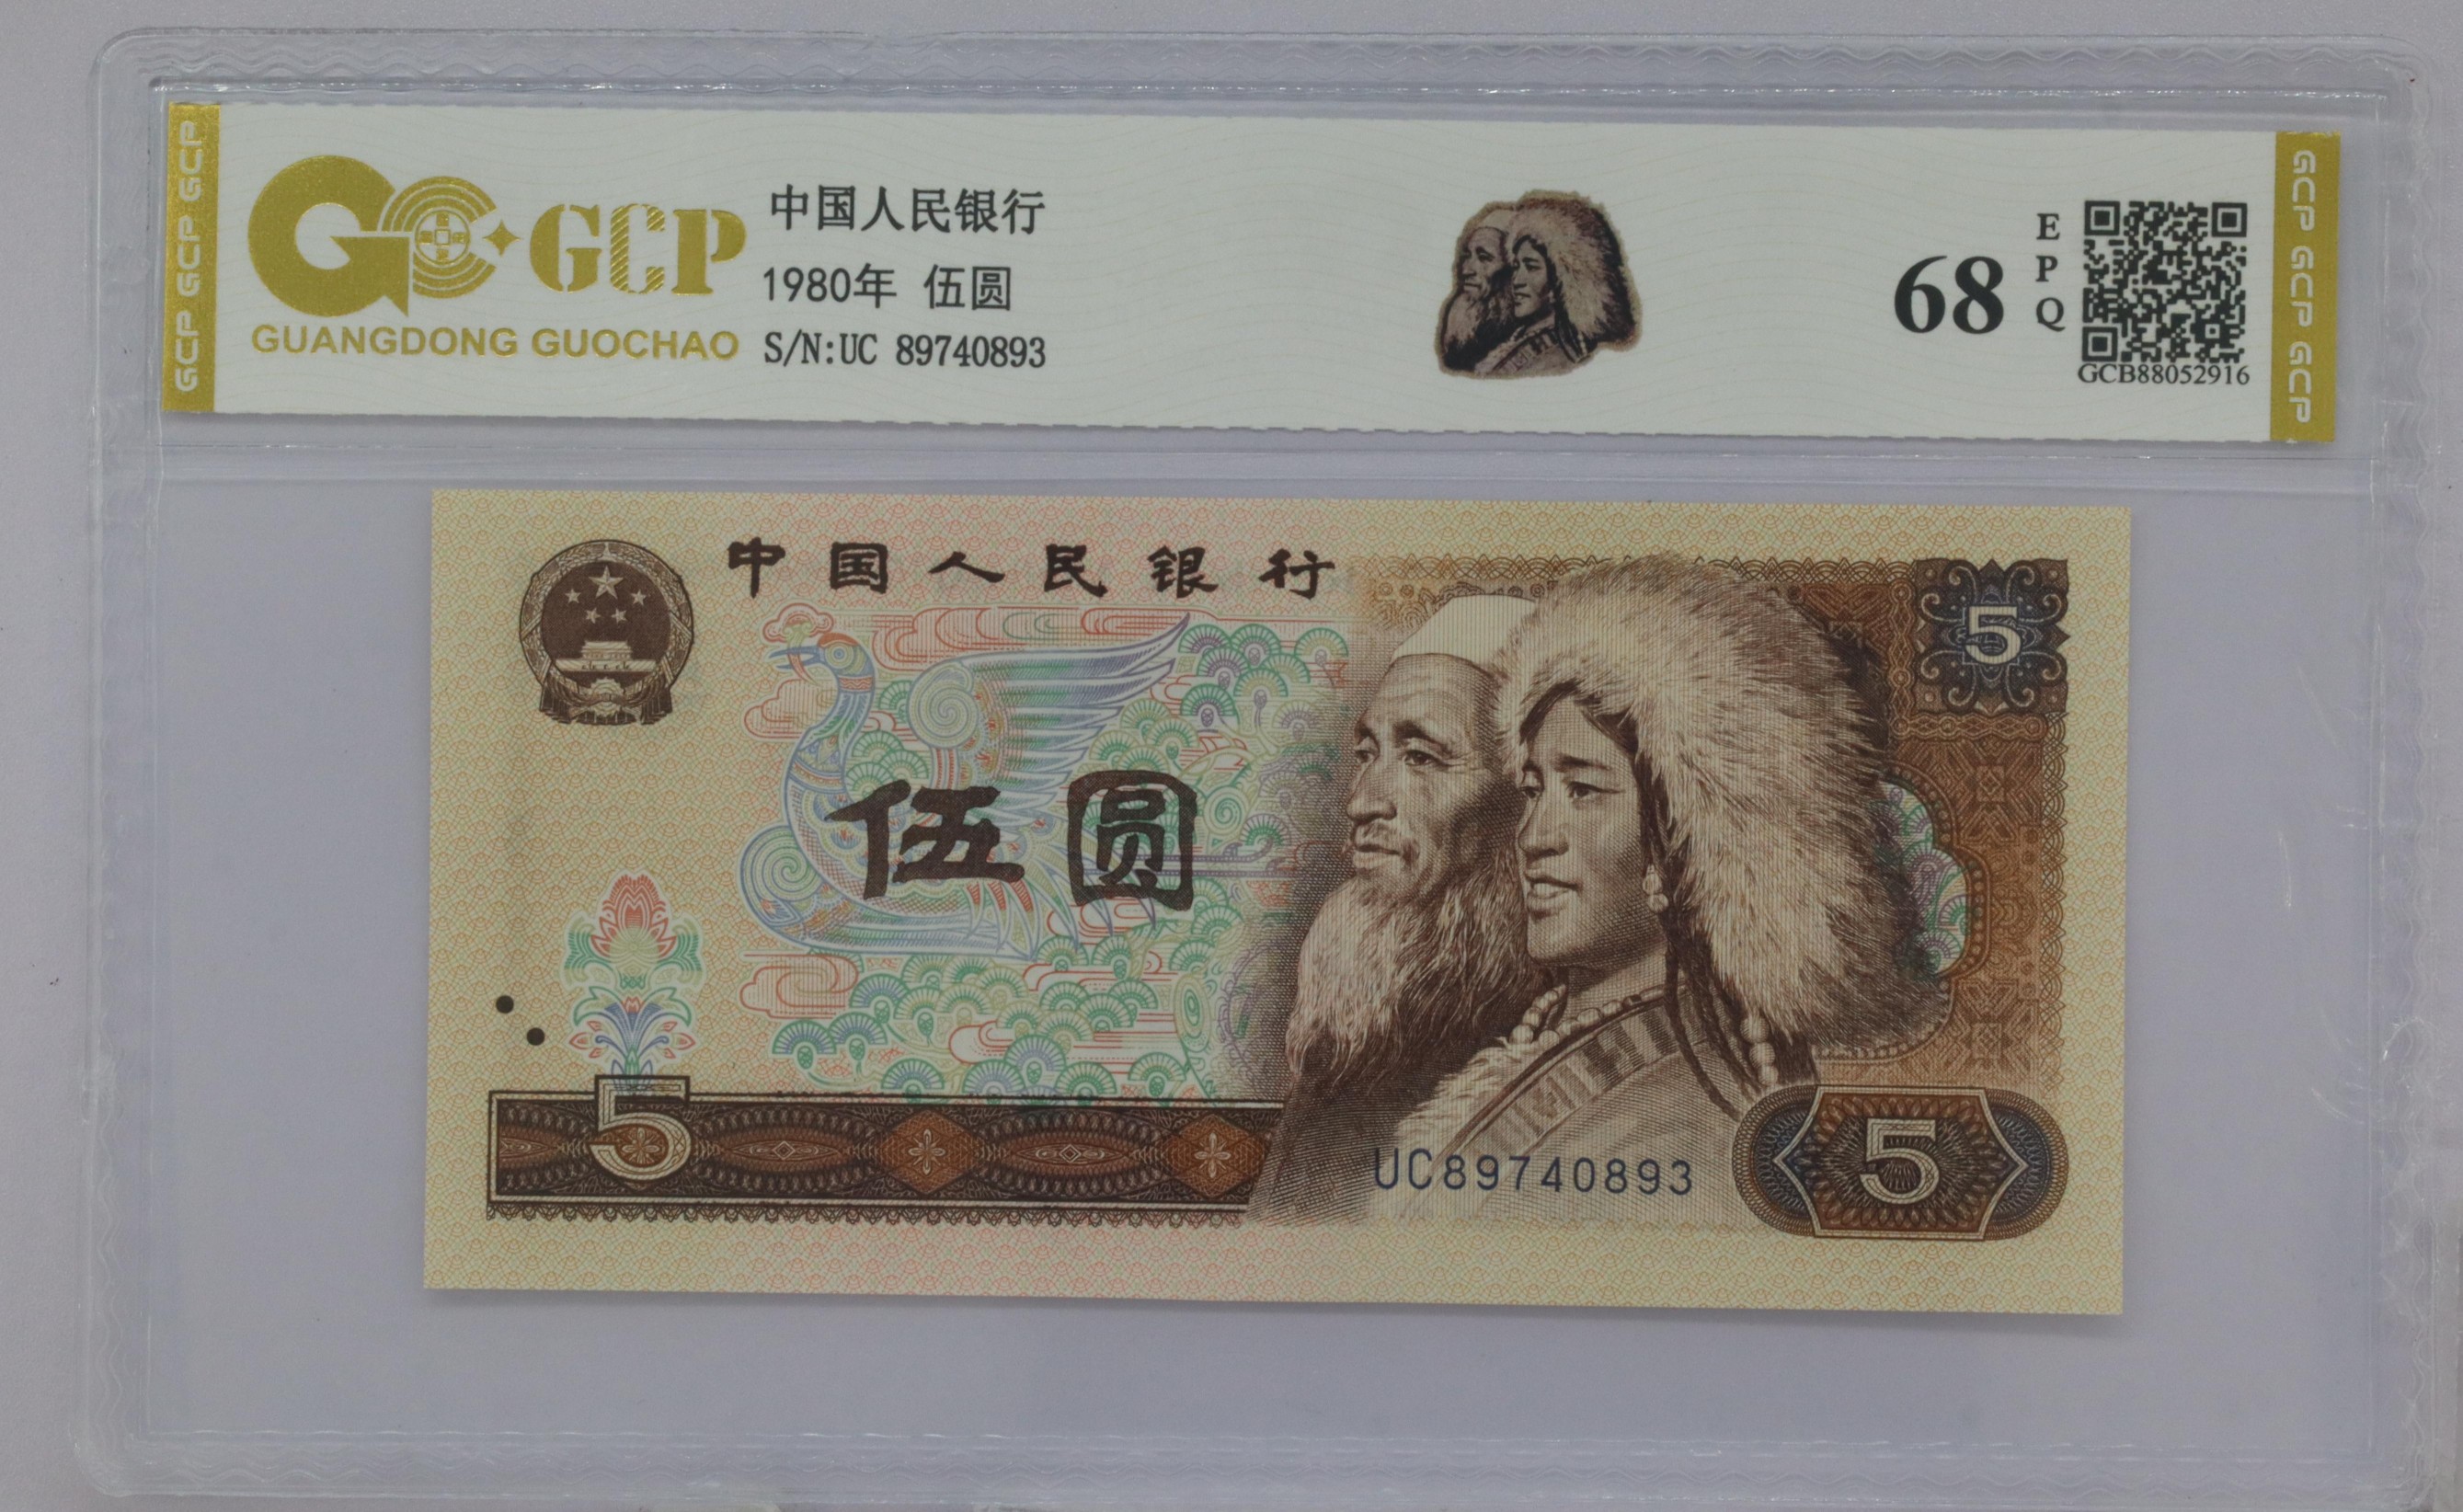 GCP GCP GCP
GCP
GUANGDONG GUOCHAO
中国人民银行
1980年 伍圆
S/N:UC 89740893
68
EPQ
GCB88052916
GCP GCP GCP
中国人民银行
5
伍圆
5
UC89740893
5